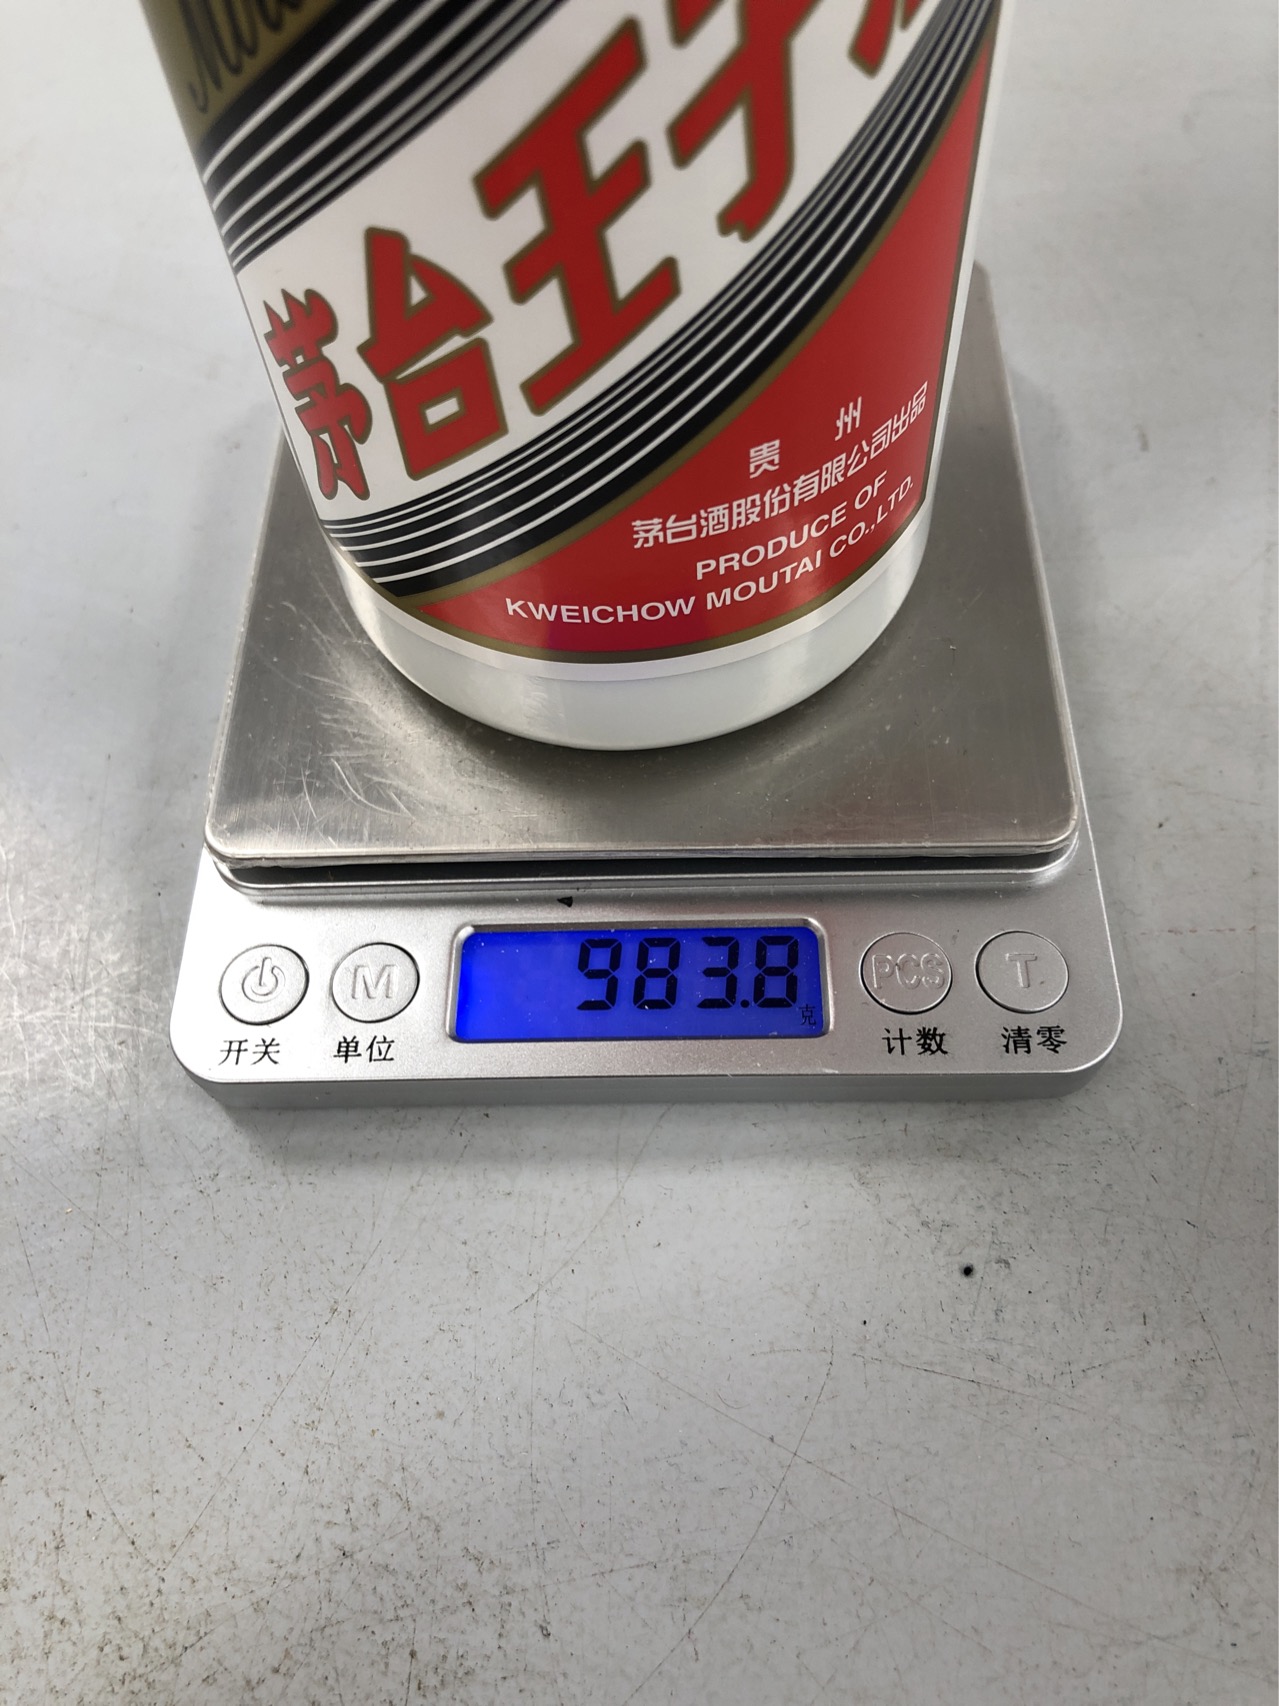 Mou
茅台王子
贵 州
茅台酒股份有限公司出品
PRODUCE OF
KWEICHOW MOUTAI CO.,LTD.
983.8
克
M PCS T
开关 单位 计数 清零